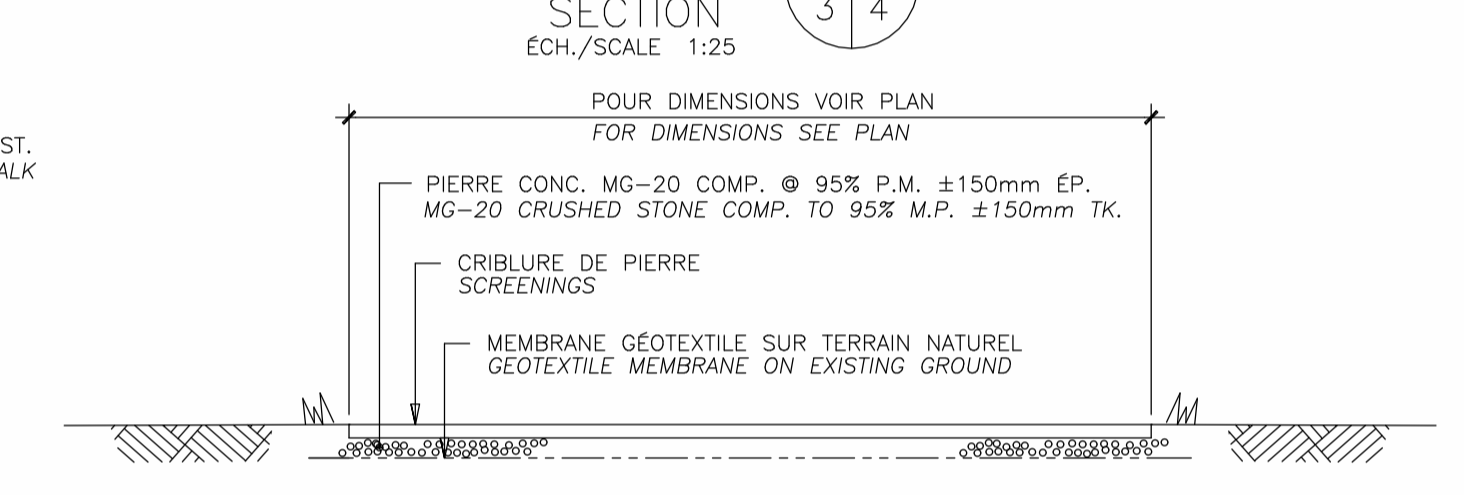 SECTION
3 4
ÉCH./SCALE 1:25
POUR DIMENSIONS VOIR PLAN
FOR DIMENSIONS SEE PLAN
ST.
ALK
PIERRE CONC. MG-20 COMP. @ 95% P.M. ±150mm ÉP.
MG-20 CRUSHED STONE COMP. TO 95% M.P. ±150mm TK.
CRIBLURE DE PIERRE
SCREENINGS
MEMBRANE GÉOTEXTILE SUR TERRAIN NATUREL
GEOTEXTILE MEMBRANE ON EXISTING GROUND